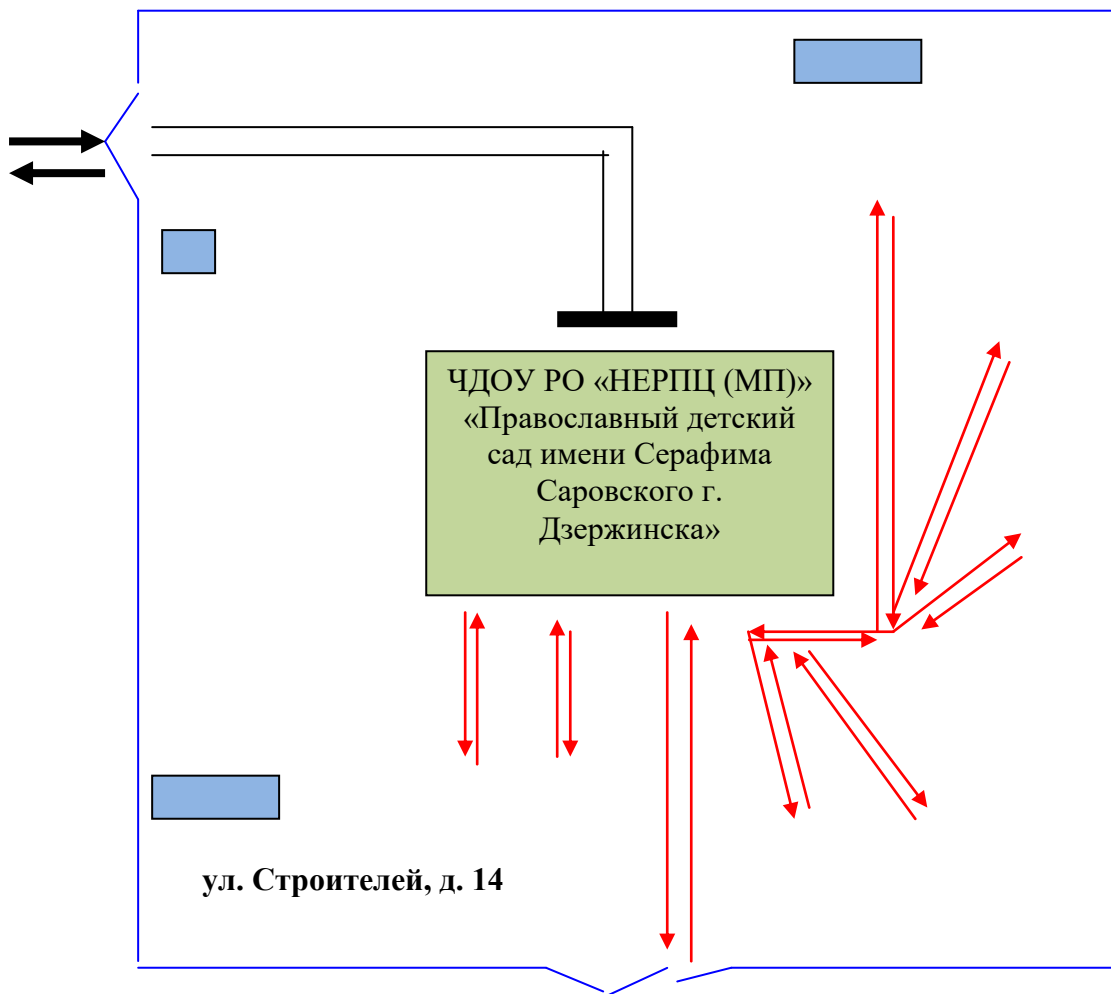 ЧДОУ РО «НЕРПЦ (МП)»
«Православный детский
сад имени Серафима
Саровского г.
Дзержинска»
ул. Строителей, д. 14